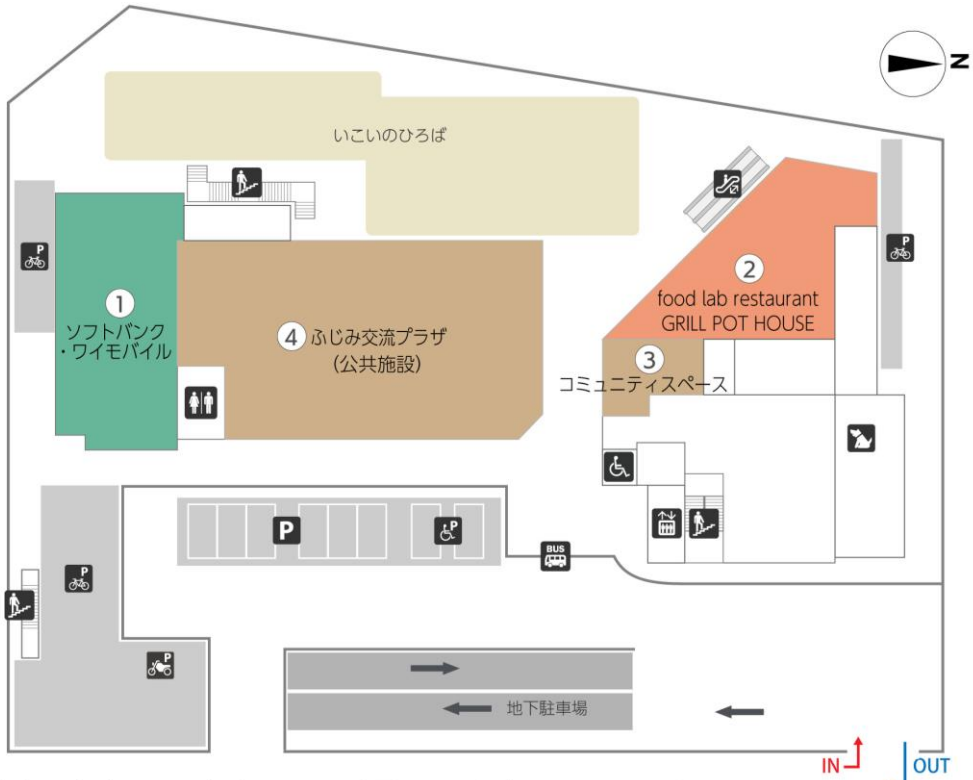 N
いこいのひろば
P
P
①
ソフトバンク
・ワイモバイル
②
food lab restaurant
GRILL POT HOUSE
④ ふじみ交流プラザ
(公共施設)
③
コミュニティスペース
P
P
BUS
P
P
地下駐車場
IN
OUT